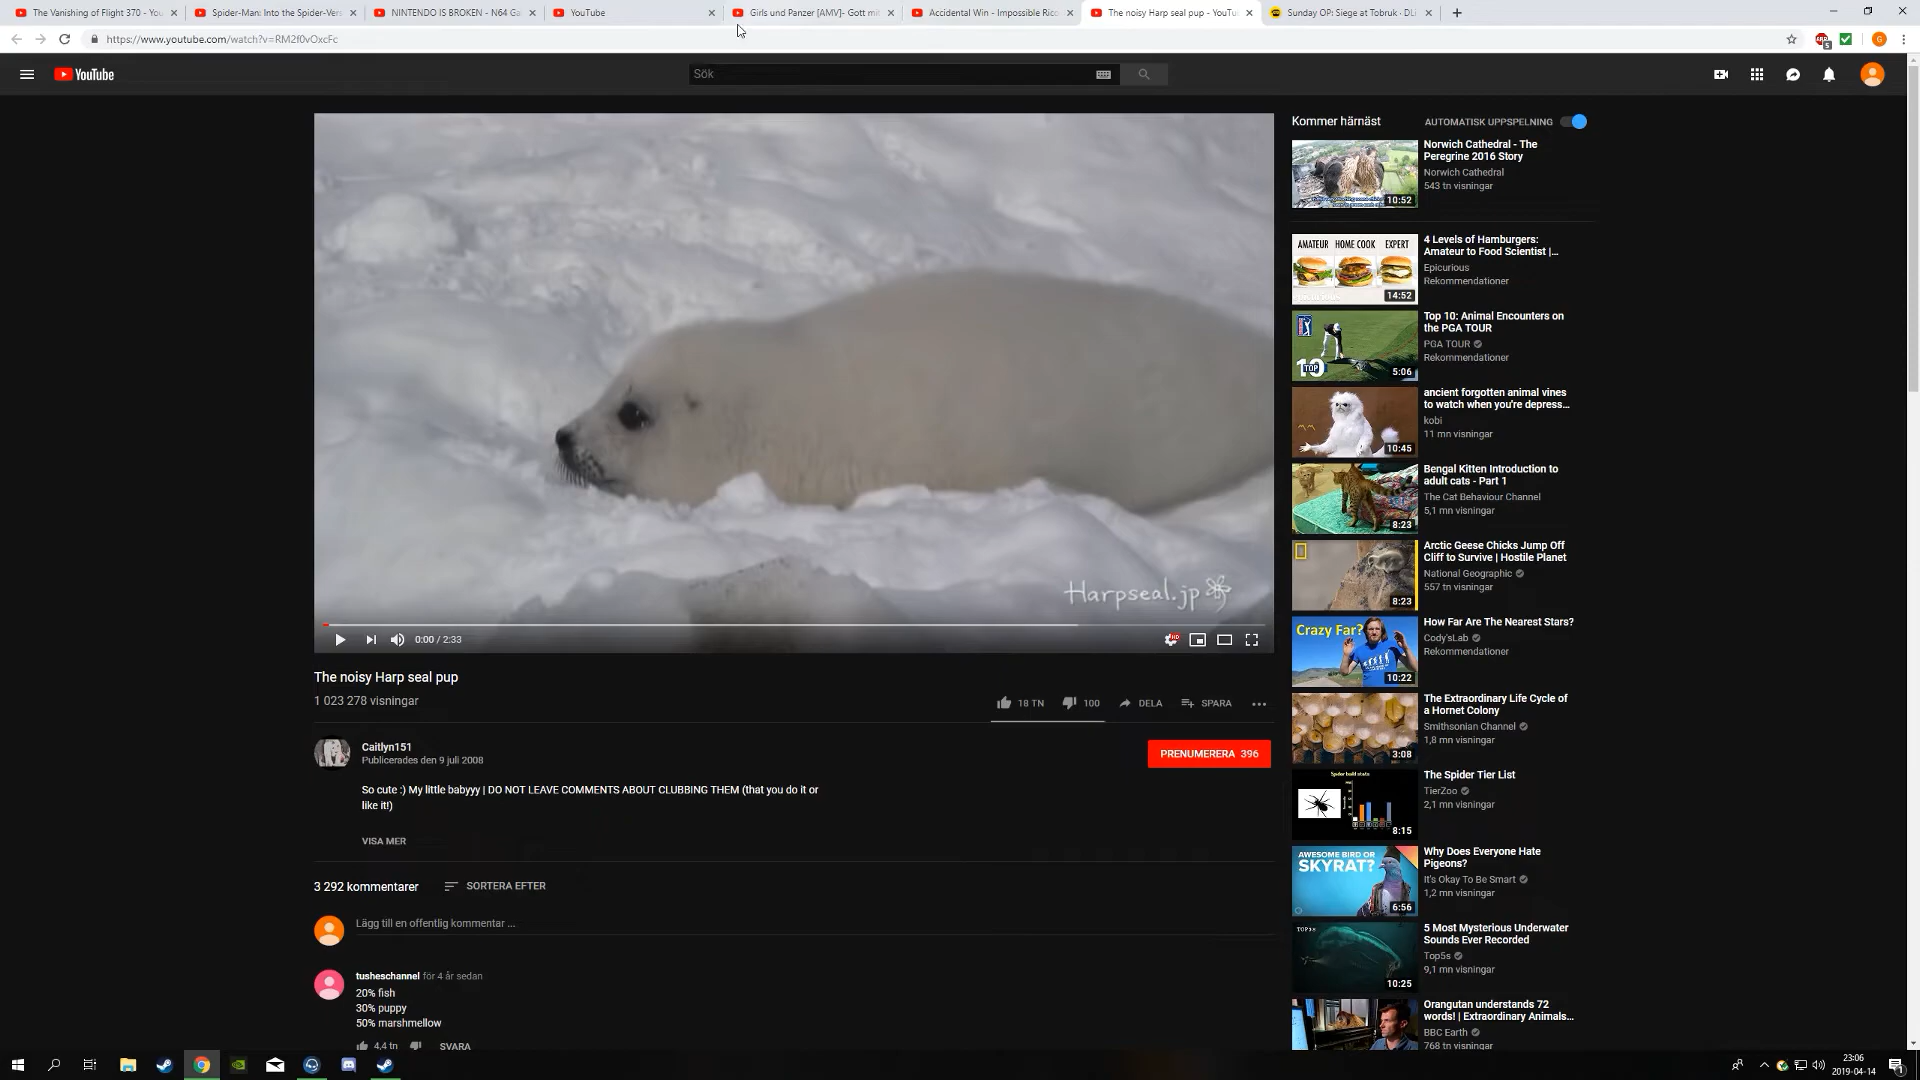 The Vanishing of Flight 370 - You
Spider-Man: Into the Spider-Vers
NINTENDO IS BROKEN - N64 Ga
YouTube
Girls und Panzer [AMV]- Gott mit
Accidental Win - Impossible Rico
The noisy Harp seal pup - YouTu
Sunday OP: Siege at Tobruk - DLi
https://www.youtube.com/watch?v=RM2f0vOxcFc
YouTube
Sök
Kommer härnäst
AUTOMATISK UPPSPELNING
Norwich Cathedral - The
Peregrine 2016 Story
Norwich Cathedral
543 tn visningar
10:52
AMATEUR HOME COOK EXPERT
4 Levels of Hamburgers:
Amateur to Food Scientist |...
Epicurious
Rekommendationer
14:52
Top 10: Animal Encounters on
the PGA TOUR
PGA TOUR
Rekommendationer
TOP 10
5:06
ancient forgotten animal vines
to watch when you're depress...
kobi
11 mn visningar
10:45
Bengal Kitten Introduction to
adult cats - Part 1
The Cat Behaviour Channel
5,1 mn visningar
8:23
Arctic Geese Chicks Jump Off
Cliff to Survive | Hostile Planet
National Geographic
557 tn visningar
8:23
Crazy Far?
How Far Are The Nearest Stars?
Cody'sLab
Rekommendationer
10:22
The Extraordinary Life Cycle of
a Hornet Colony
Smithsonian Channel
1,8 mn visningar
3:08
Spider build stats
The Spider Tier List
TierZoo
2,1 mn visningar
8:15
AWESOME BIRD OR
SKYRAT?
Why Does Everyone Hate
Pigeons?
It's Okay To Be Smart
1,2 mn visningar
6:56
TOP5s
5 Most Mysterious Underwater
Sounds Ever Recorded
Top5s
9,1 mn visningar
10:25
Orangutan understands 72
words! | Extraordinary Animals...
BBC Earth
768 tn visningar
Harpseal.jp
0:00 / 2:33
HD
The noisy Harp seal pup
1 023 278 visningar
18 TN
100
DELA
SPARA
Caitlyn151
Publicerades den 9 juli 2008
PRENUMERERA 396
So cute :) My little babyyy | DO NOT LEAVE COMMENTS ABOUT CLUBBING THEM (that you do it or
like it!)
VISA MER
3 292 kommentarer
SORTERA EFTER
Lägg till en offentlig kommentar ...
tusheschannel för 4 år sedan
20% fish
30% puppy
50% marshmellow
4,4 tn
SVARA
23:06
2019-04-14